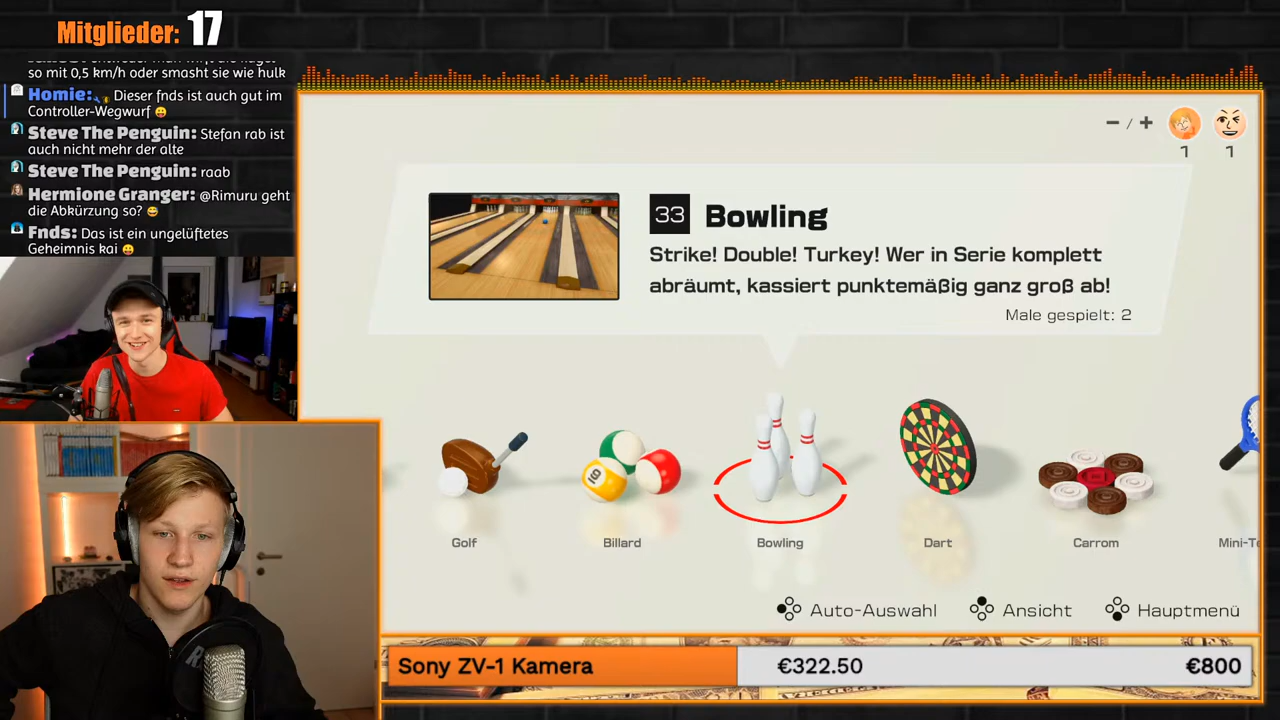 Mitglieder: 17
so mit 0,5 km/h oder smasht sie wie hulk
Homie: Dieser fnds ist auch gut im
Controller-Wegwurf
Steve The Penguin: Stefan rab ist
auch nicht mehr der alte
Steve The Penguin: raab
Hermione Granger: @Rimuru geht
die Abkürzung so?
Fnds: Das ist ein ungelüftetes
Geheimnis kai
− / +
1 1
33 Bowling
Strike! Double! Turkey! Wer in Serie komplett
abräumt, kassiert punktemäßig ganz groß ab!
Male gespielt: 2
10
Golf Billard Bowling Dart Carrom
Auto-Auswahl Ansicht Hauptmenü
Sony ZV-1 Kamera €322.50 €800